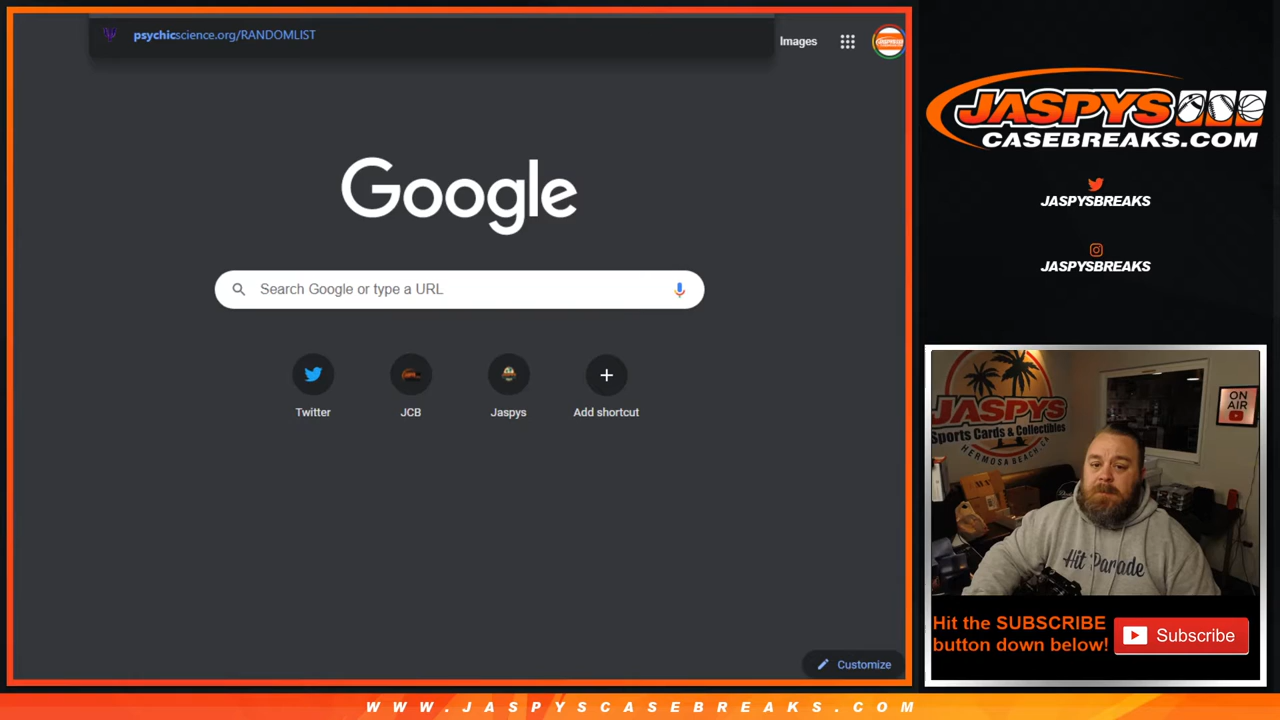 psychicscience.org/RANDOMLIST
Images
Google
Search Google or type a URL
Twitter
JCB
Jaspys
Add shortcut
Customize
JASPYS
CASEBREAKS.COM
JASPYSBREAKS
JASPYSBREAKS
JASPYS
Sports Cards & Collectibles
HERMOSA BEACH, CA
ON
AIR
Hit Parade
Hit the SUBSCRIBE
button down below!
Subscribe
WWW.JASPYSCASEBREAKS.COM